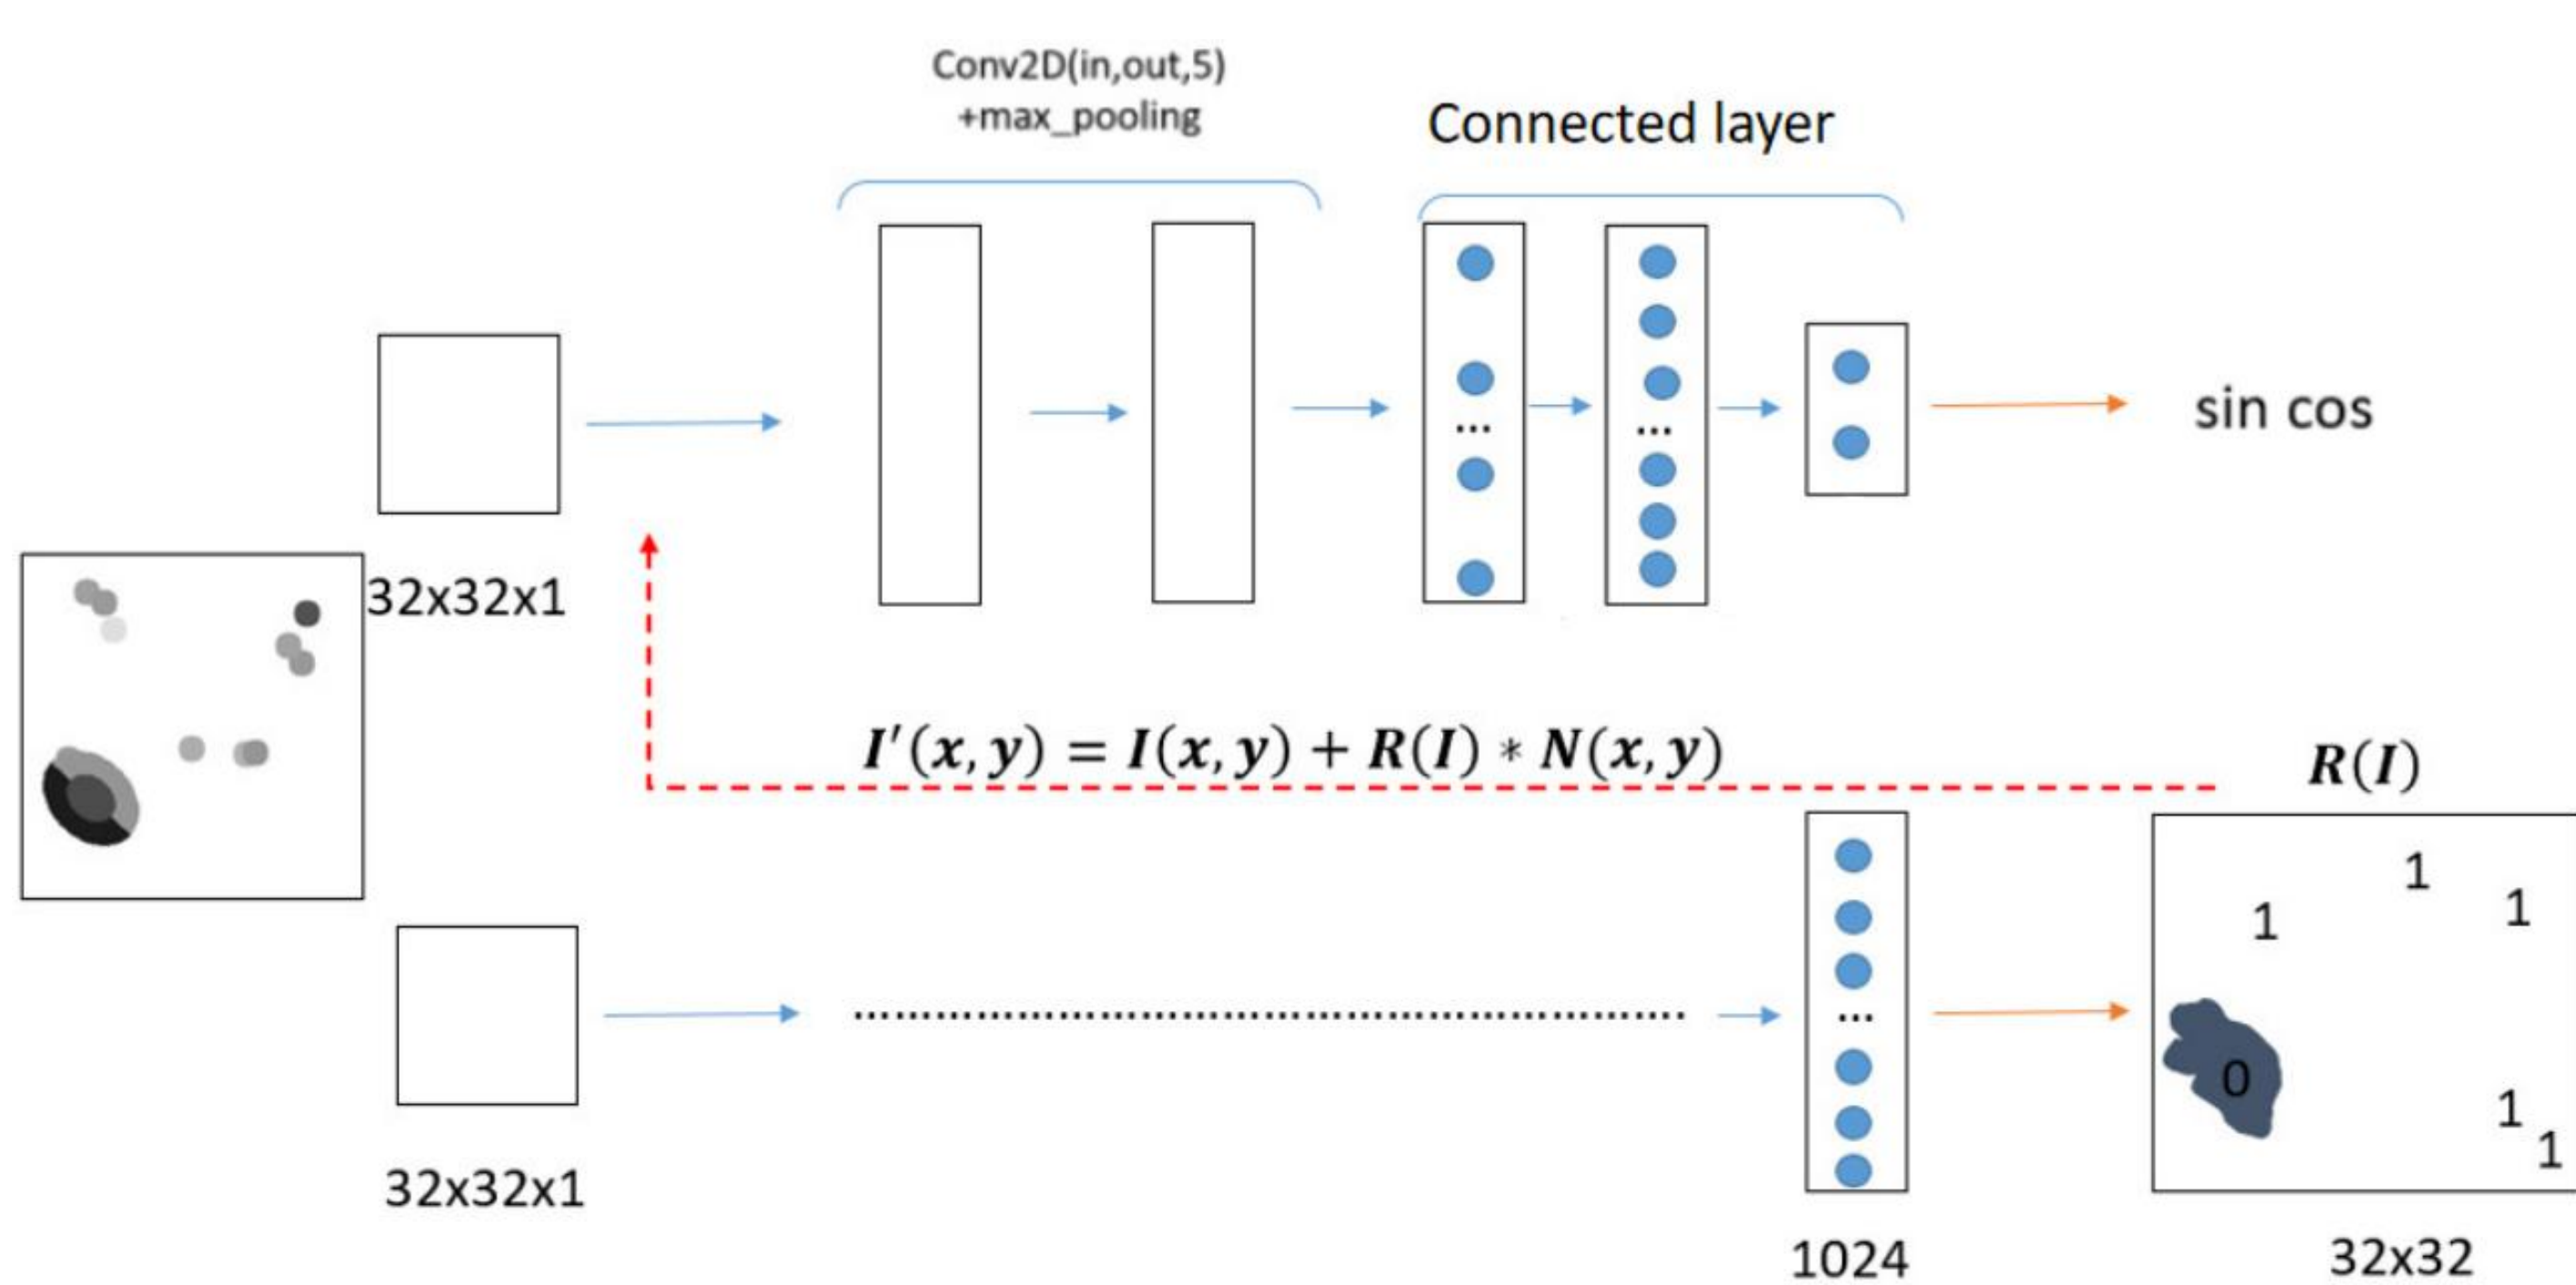 Conv2D(in,out,5)
+max_pooling
Connected layer
...
...
sin cos
32x32x1
I′(x, y) = I(x, y) + R(I) * N(x, y)
R(I)
1
1
1
...
0
1
1
32x32x1
1024
32x32